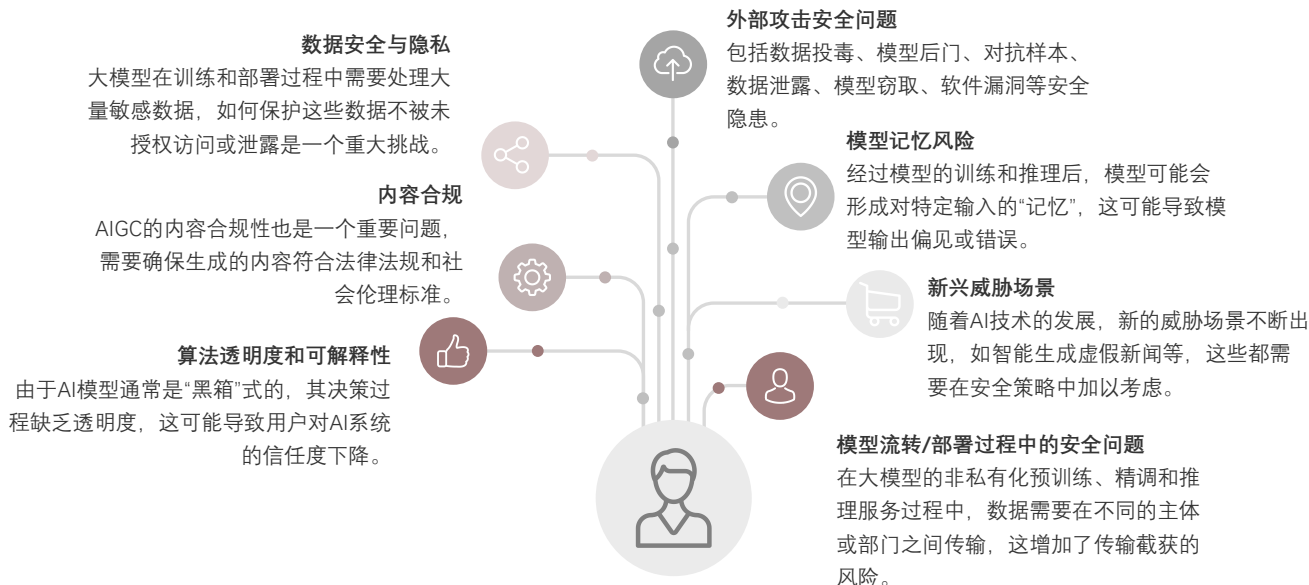 数据安全与隐私
大模型在训练和部署过程中需要处理大
量敏感数据，如何保护这些数据不被未
授权访问或泄露是一个重大挑战。
内容合规
AIGC的内容合规性也是一个重要问题，
需要确保生成的内容符合法律法规和社
会伦理标准。
算法透明度和可解释性
由于AI模型通常是“黑箱”式的，其决策过
程缺乏透明度，这可能导致用户对AI系统
的信任度下降。
外部攻击安全问题
包括数据投毒、模型后门、对抗样本、
数据泄露、模型窃取、软件漏洞等安全
隐患。
模型记忆风险
经过模型的训练和推理后，模型可能会
形成对特定输入的“记忆”，这可能导致模
型输出偏见或错误。
新兴威胁场景
随着AI技术的发展，新的威胁场景不断出
现，如智能生成虚假新闻等，这些都需
要在安全策略中加以考虑。
模型流转/部署过程中的安全问题
在大模型的非私有化预训练、精调和推
理服务过程中，数据需要在不同的主体
或部门之间传输，这增加了传输截获的
风险。